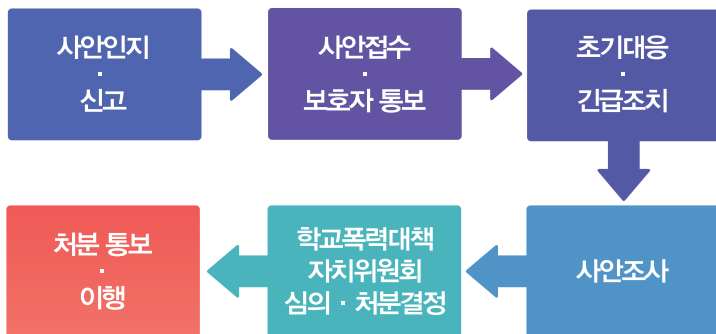 사안인지
·
신고
사안접수
·
보호자 통보
초기대응
·
긴급조치
사안조사
학교폭력대책
자치위원회
심의 · 처분결정
처분 통보
·
이행